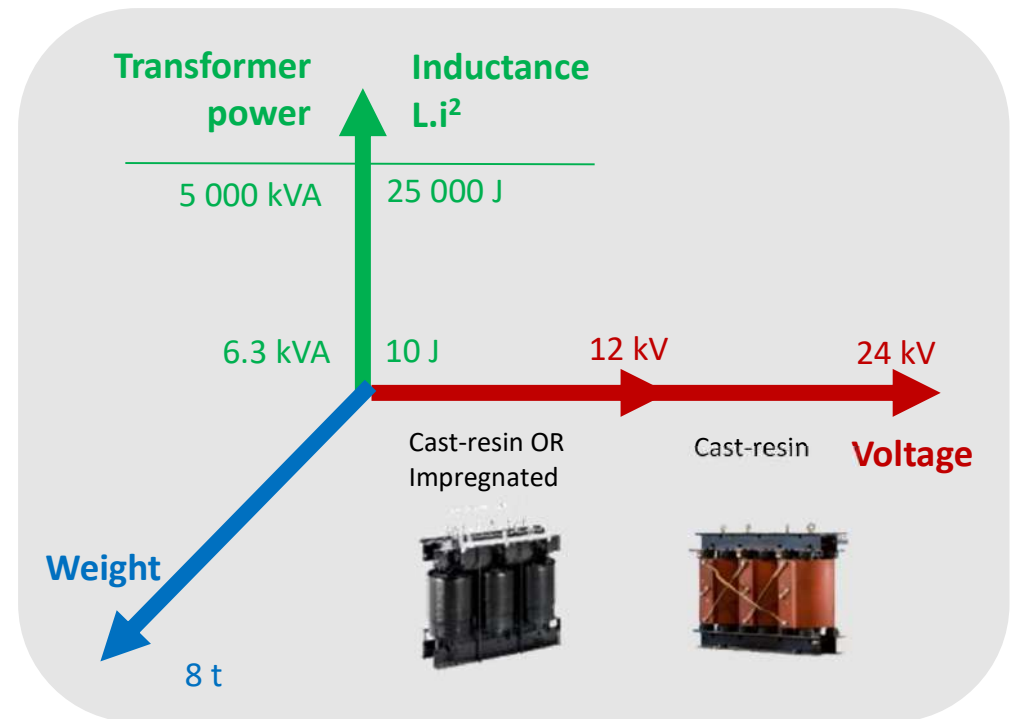 Transformer
power
Inductance
L.i²
5 000 kVA
25 000 J
6.3 kVA
10 J
12 kV
24 kV
Cast-resin OR
Impregnated
Cast-resin
Voltage
Weight
8 t